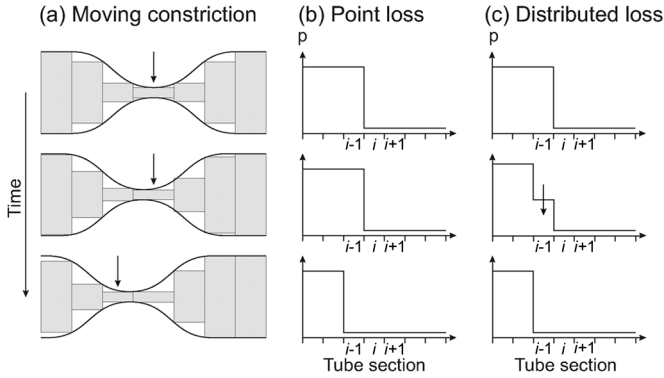 (a) Moving constriction
(b) Point loss
(c) Distributed loss
Time
p
i-1 i i+1
i-1 i i+1
i-1 i i+1
Tube section
p
i-1 i i+1
i-1 i i+1
i-1 i i+1
Tube section